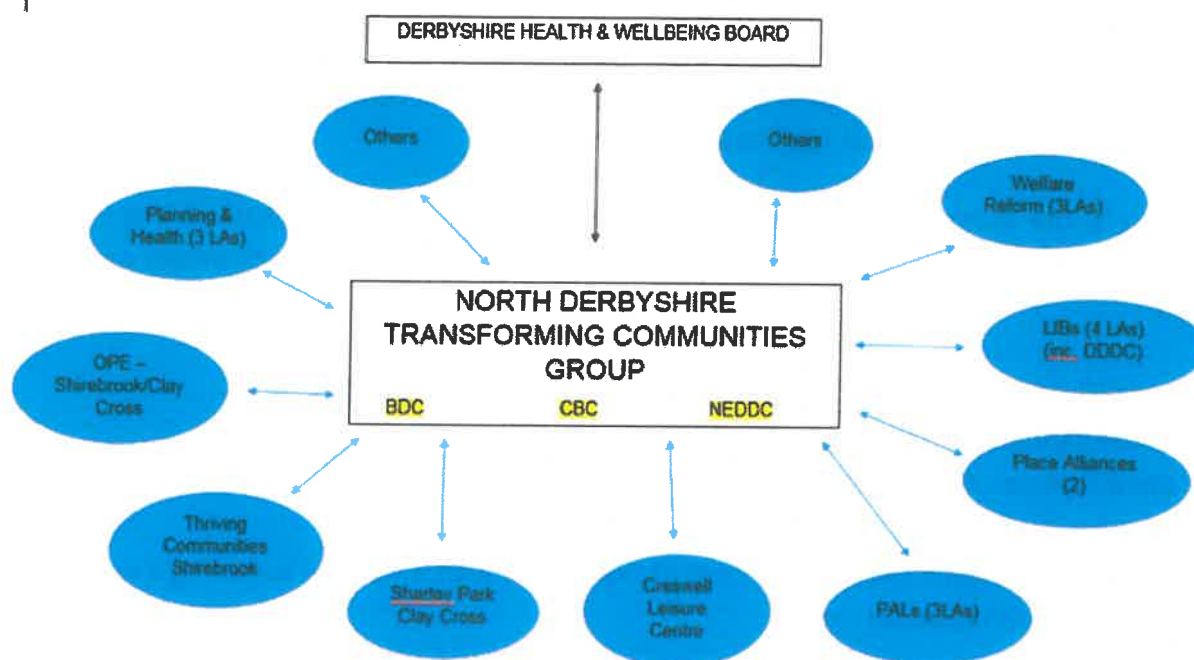 DERBYSHIRE HEALTH & WELLBEING BOARD
Others
Others
Planning &
Health (3 LAs)
Welfare
Reform (3LAs)
NORTH DERBYSHIRE
TRANSFORMING COMMUNITIES
GROUP
BDC CBC NEDDC
OPE –
Shirebrook/Clay
Cross
LIBs (4 LAs)
(inc. DDDC)
Place Alliances
(2)
Thriving
Communities
Shirebrook
Sharley Park
Clay Cross
Creswell
Leisure
Centre
PALs (3LAs)